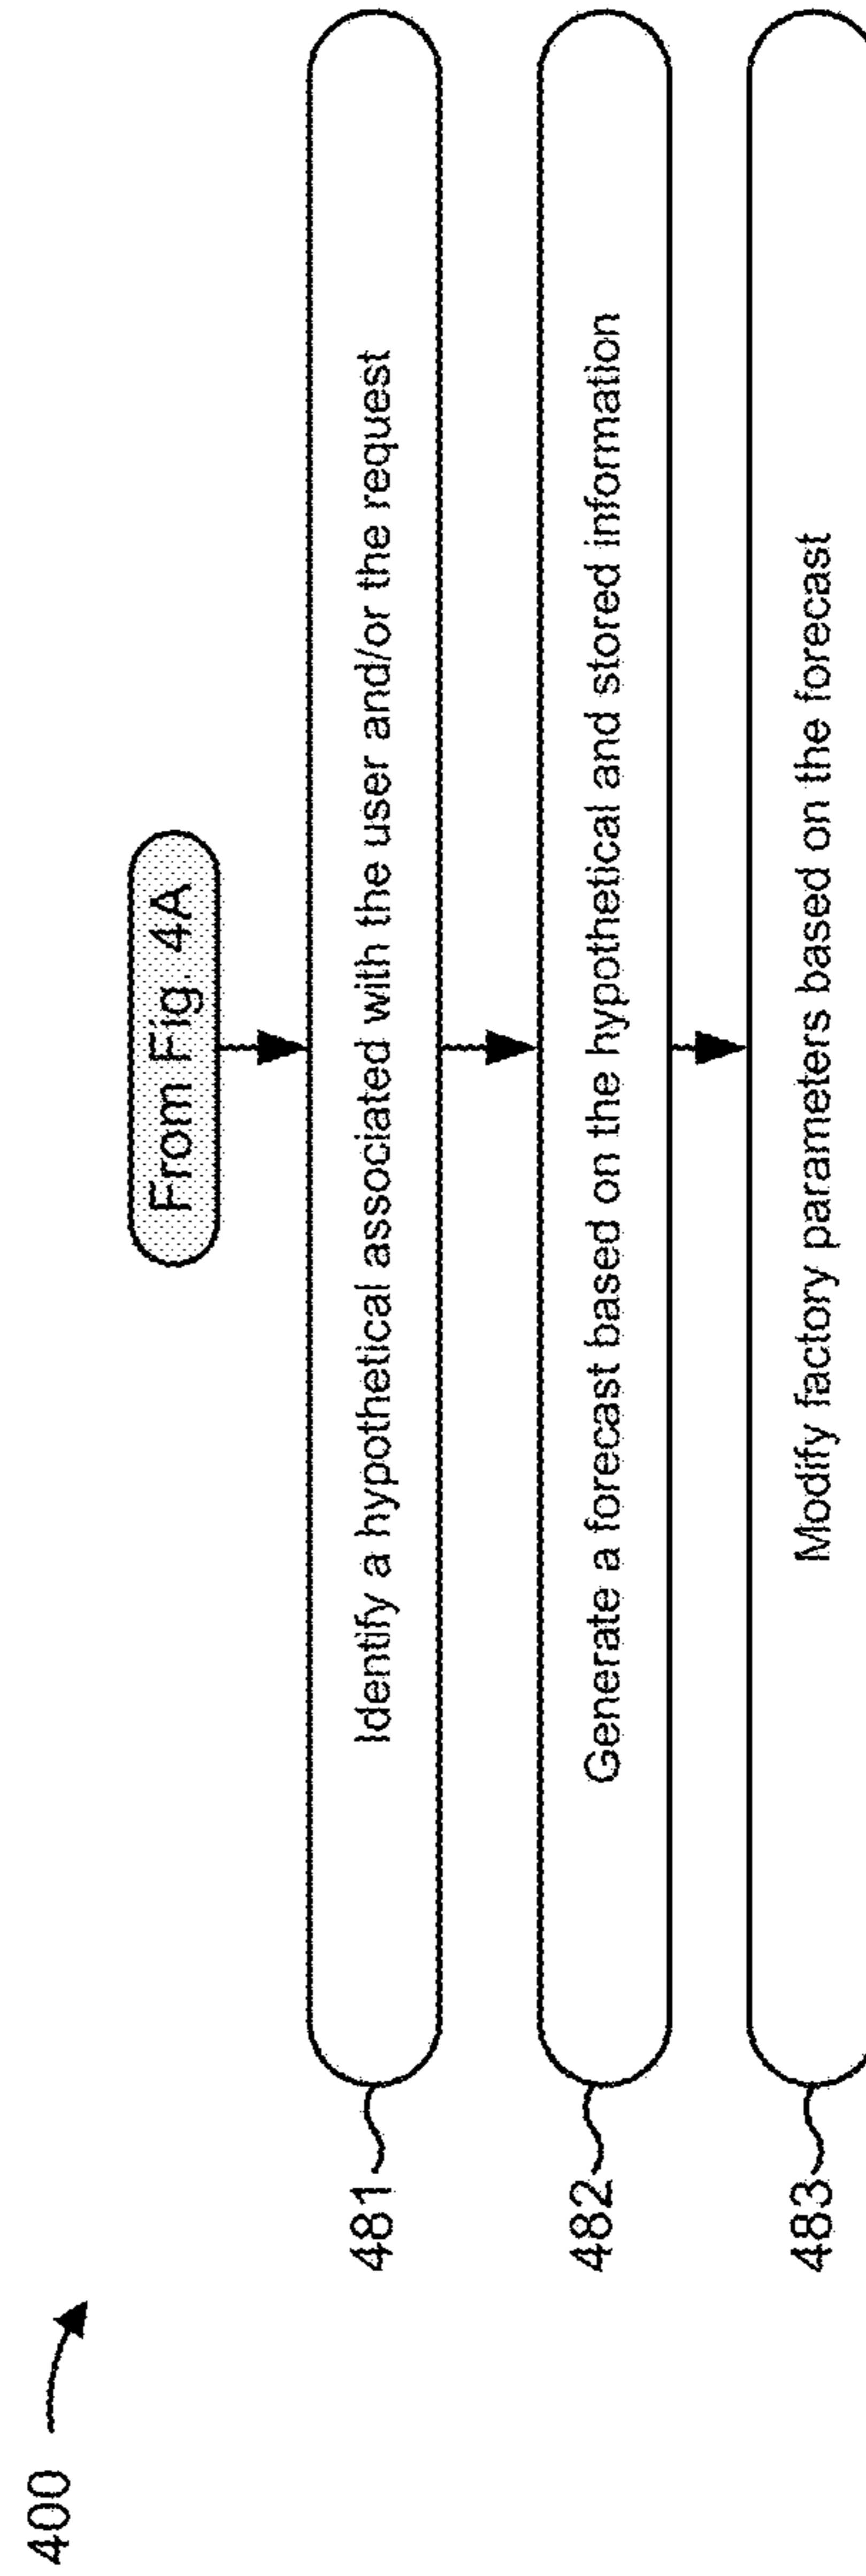 400
From Fig. 4A
481
Identify a hypothetical associated with the user and/or the request
482
Generate a forecast based on the hypothetical and stored information
483
Modify factory parameters based on the forecast